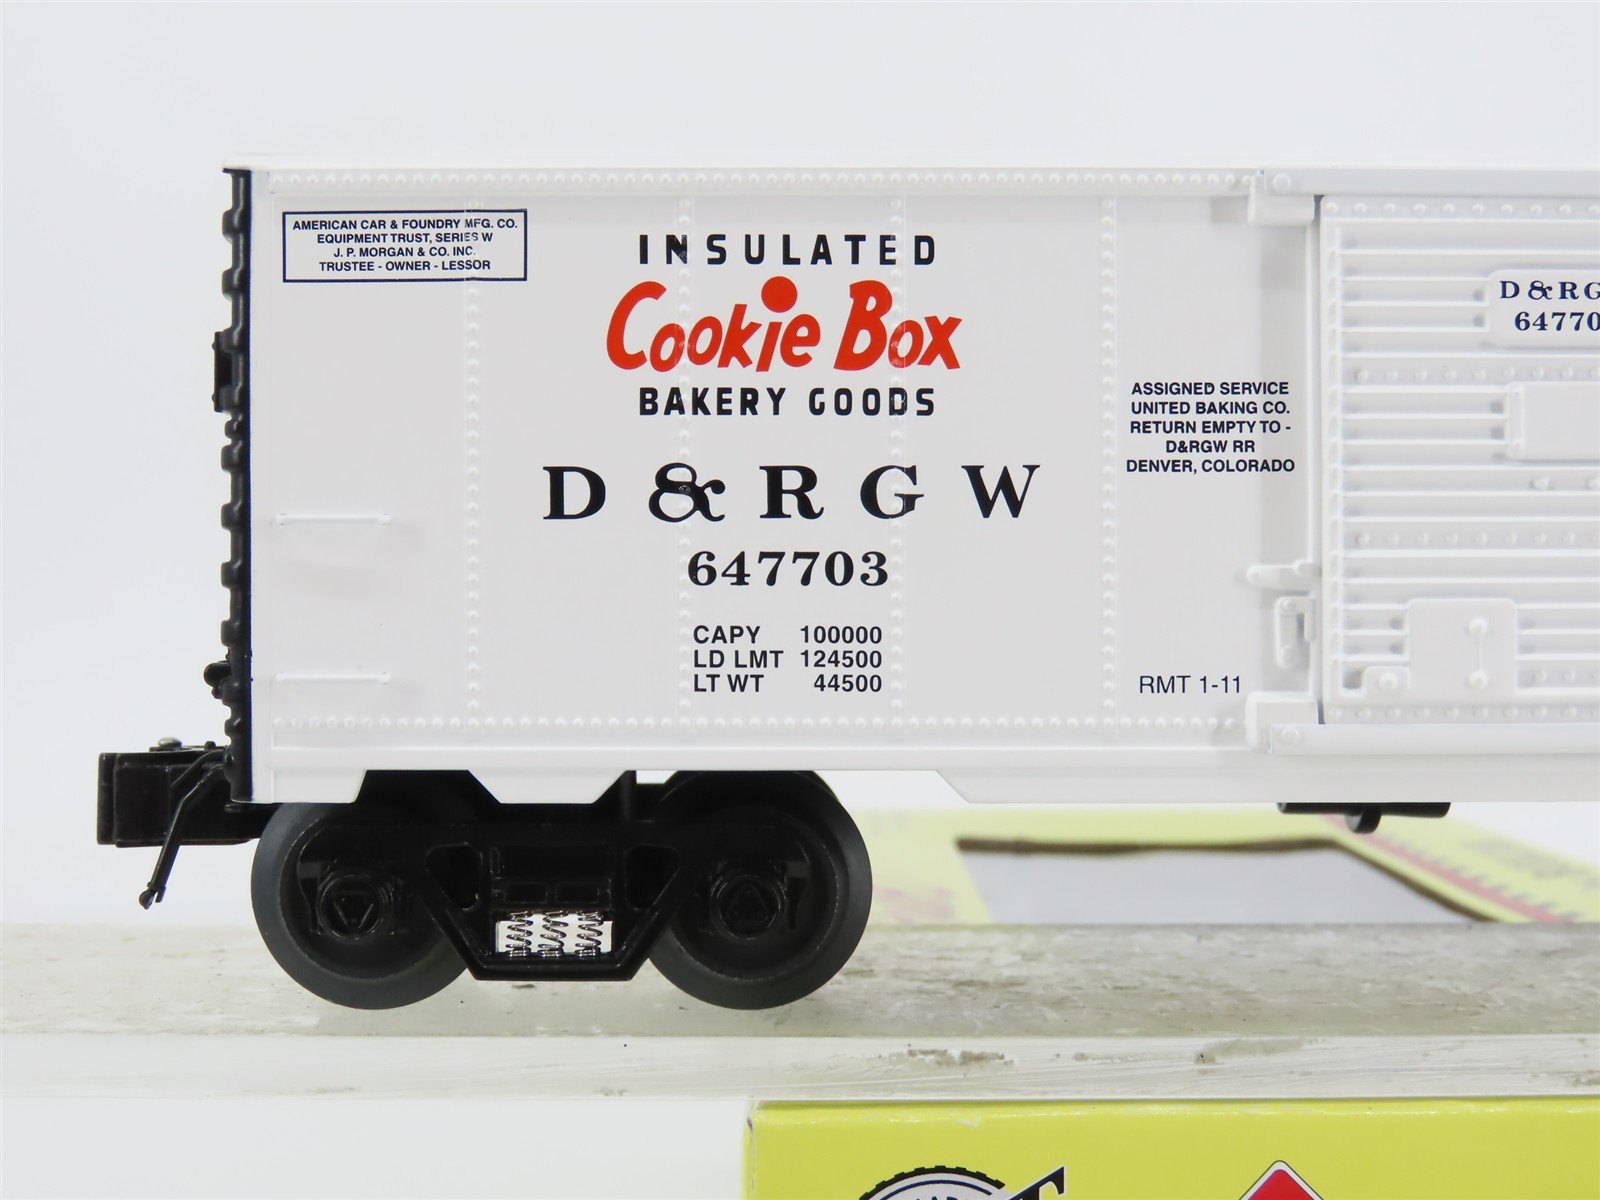 AMERICAN CAR & FOUNDRY MFG. CO.
EQUIPMENT TRUST, SERIES W
J. P. MORGAN & CO. INC.
TRUSTEE - OWNER - LESSOR
INSULATED
Cookie Box
BAKERY GOODS
D & R G W
647703
CAPY 100000
LD LMT 124500
LT WT 44500
ASSIGNED SERVICE
UNITED BAKING CO.
RETURN EMPTY TO -
D&RGW RR
DENVER, COLORADO
RMT 1-11
D & R G
64770